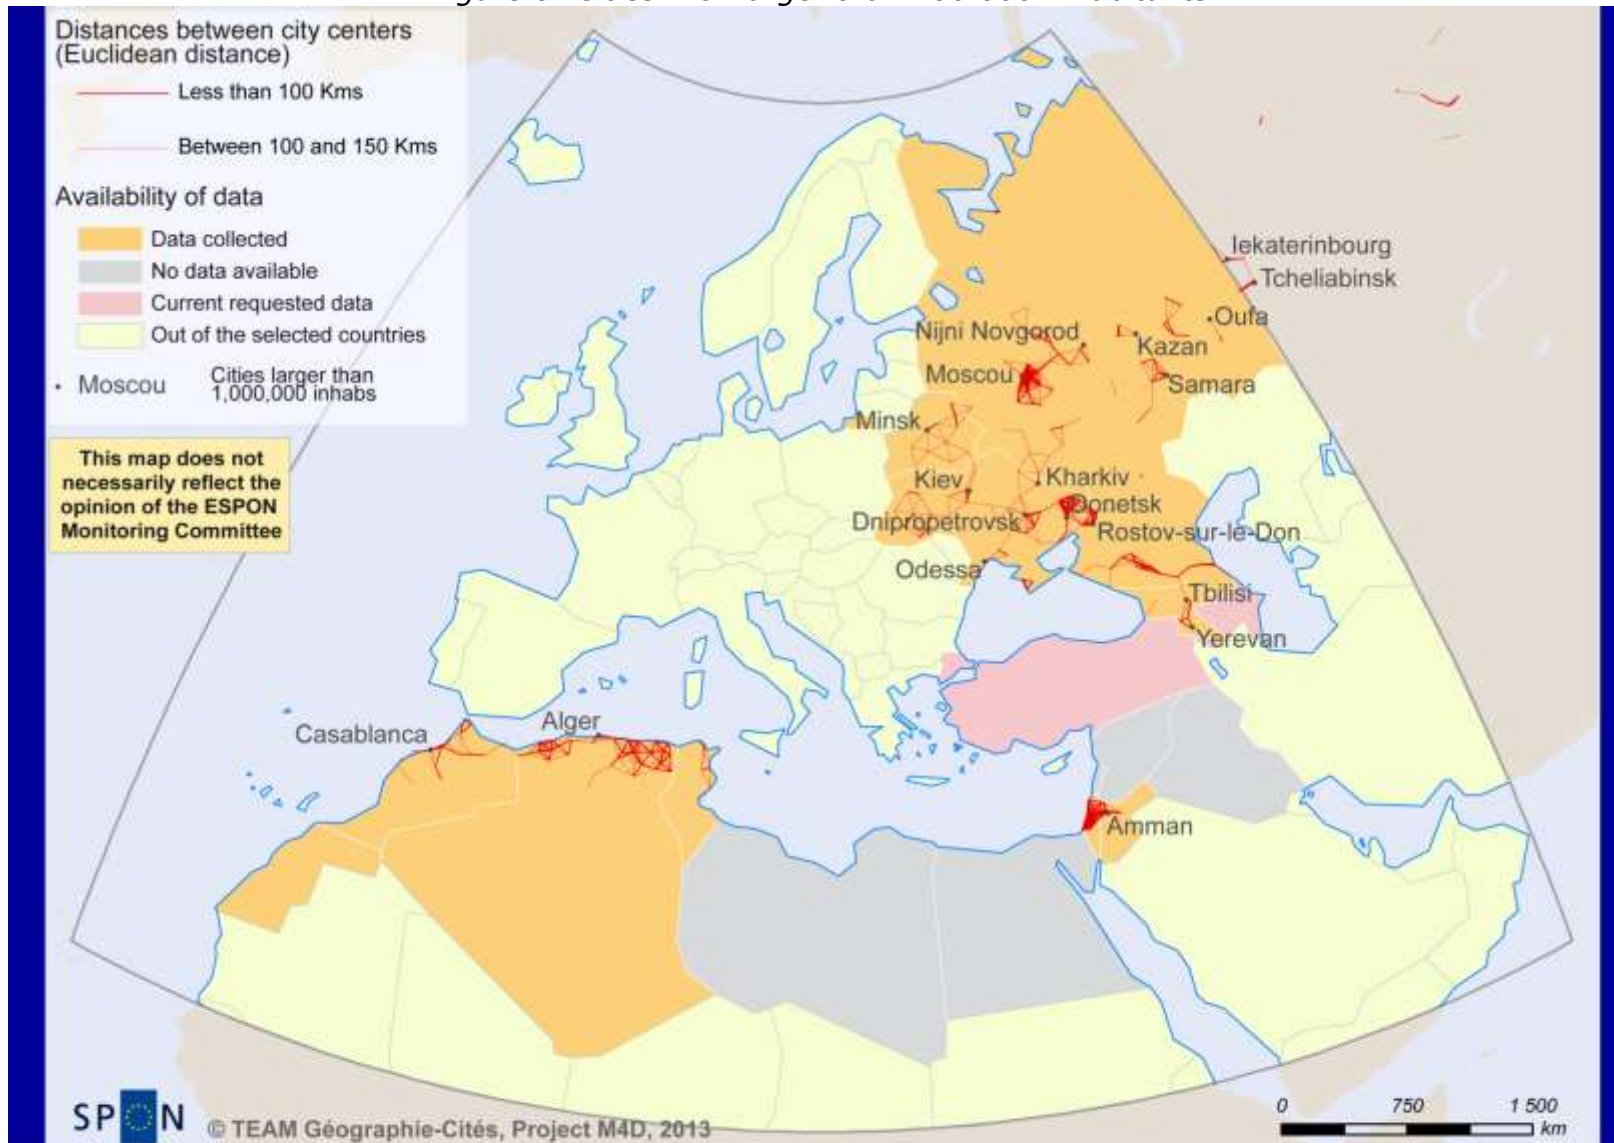 Distances between city centers
(Euclidean distance)
Less than 100 Kms
Between 100 and 150 Kms
Availability of data
Data collected
No data available
Current requested data
Out of the selected countries
Moscou
Cities larger than
1,000,000 inhabs
This map does not
necessarily reflect the
opinion of the ESPON
Monitoring Committee
Iekaterinbourg
Tcheliabinsk
Oufa
Nijni Novgorod
Kazan
Moscou
Samara
Minsk
Kiev
Kharkiv
Donetsk
Dnipropetrovsk
Rostov-sur-le-Don
Odessa
Tbilisi
Yerevan
Alger
Casablanca
Amman
SP N
© TEAM Géographie-Cités, Project M4D, 2013
0 750 1 500
km